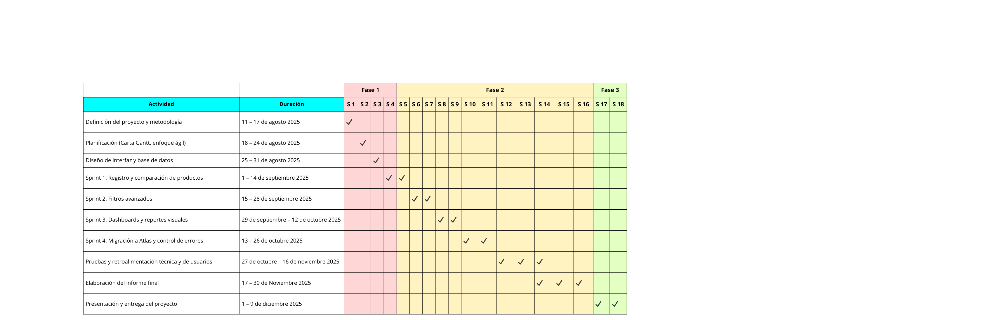 Fase 1 Fase 2 Fase 3
Actividad Duración S 1 S 2 S 3 S 4 S 5 S 6 S 7 S 8 S 9 S 10 S 11 S 12 S 13 S 14 S 15 S 16 S 17 S 18
Definición del proyecto y metodología 11 – 17 de agosto 2025 ✓
Planificación (Carta Gantt, enfoque ágil) 18 – 24 de agosto 2025 ✓
Diseño de interfaz y base de datos 25 – 31 de agosto 2025 ✓
Sprint 1: Registro y comparación de productos 1 – 14 de septiembre 2025 ✓ ✓
Sprint 2: Filtros avanzados 15 – 28 de septiembre 2025 ✓ ✓
Sprint 3: Dashboards y reportes visuales 29 de septiembre – 12 de octubre 2025 ✓ ✓
Sprint 4: Migración a Atlas y control de errores 13 – 26 de octubre 2025 ✓ ✓
Pruebas y retroalimentación técnica y de usuarios 27 de octubre – 16 de noviembre 2025 ✓ ✓ ✓
Elaboración del informe final 17 – 30 de Noviembre 2025 ✓ ✓ ✓
Presentación y entrega del proyecto 1 – 9 de diciembre 2025 ✓ ✓